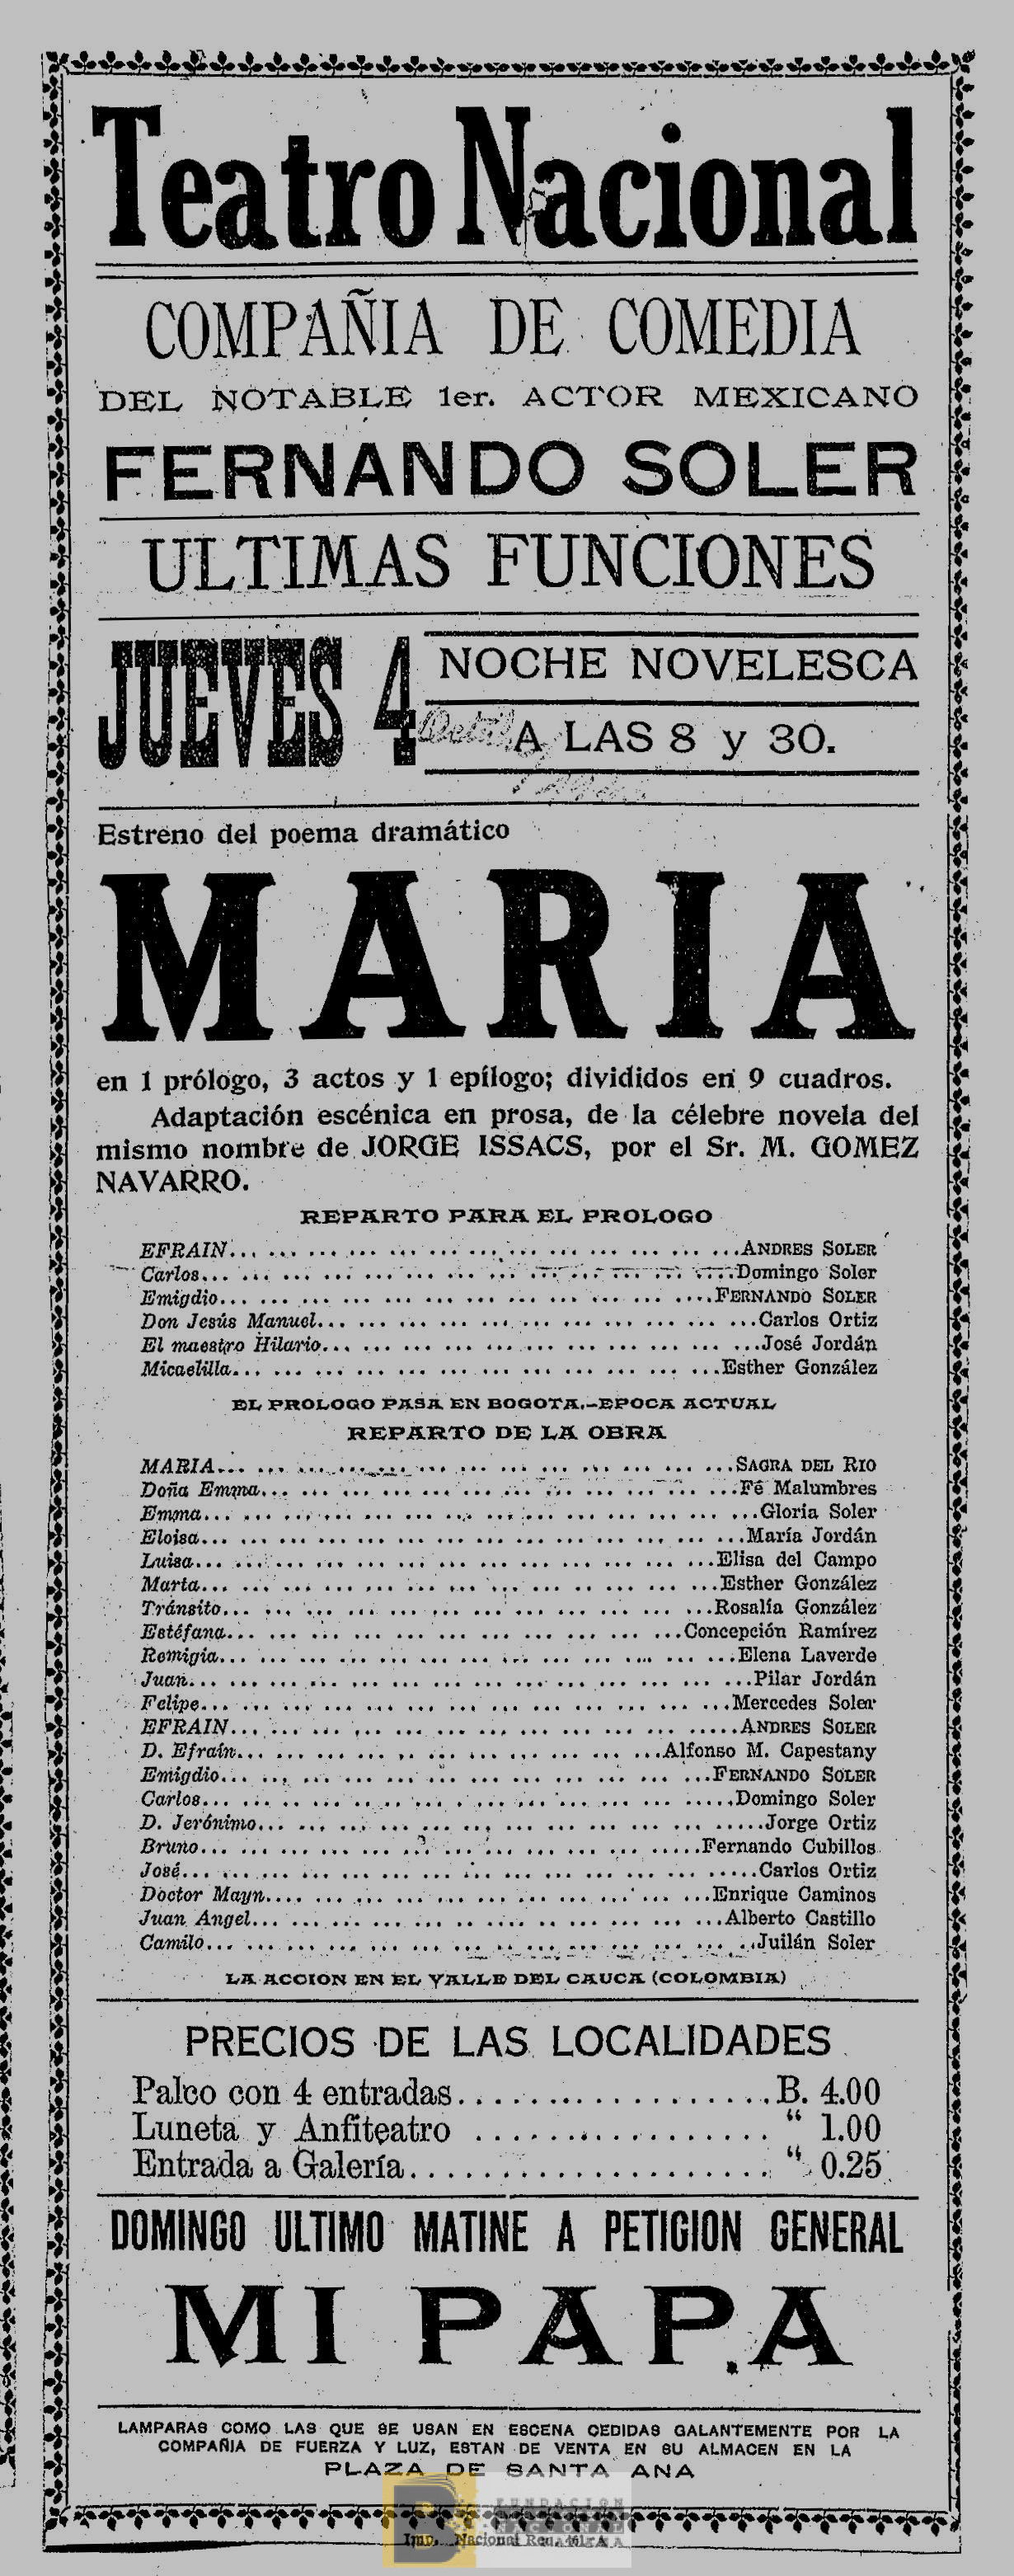 Teatro Nacional
COMPAÑIA DE COMEDIA
DEL NOTABLE 1er. ACTOR MEXICANO
FERNANDO SOLER
ULTIMAS FUNCIONES
JUEVES 4
NOCHE NOVELESCA
A LAS 8 y 30.
Estreno del poema dramático
MARIA
en 1 prólogo, 3 actos y 1 epílogo; divididos en 9 cuadros.
Adaptación escénica en prosa, de la célebre novela del
mismo nombre de JORGE ISSACS, por el Sr. M. GOMEZ
NAVARRO.
REPARTO PARA EL PROLOGO
EFRAIN... ANDRES SOLER
Carlos... Domingo Soler
Emigdio... FERNANDO SOLER
Don Jesús Manuel... Carlos Ortiz
El maestro Hilario... José Jordán
Micaelilla... Esther González
EL PROLOGO PASA EN BOGOTA.-EPOCA ACTUAL
REPARTO DE LA OBRA
MARIA... SAGRA DEL RIO
Doña Emma... Fé Malumbres
Emma... Gloria Soler
Eloisa... María Jordán
Luisa... Elisa del Campo
Marta... Esther González
Tránsito... Rosalía González
Estéfana... Concepción Ramírez
Remigia... Elena Laverde
Juan... Pilar Jordán
Felipe... Mercedes Soler
EFRAIN... ANDRES SOLER
D. Efraín... Alfonso M. Capestany
Emigdio... FERNANDO SOLER
Carlos... Domingo Soler
D. Jerónimo... Jorge Ortiz
Bruno... Fernando Cubillos
José... Carlos Ortiz
Doctor Mayn... Enrique Caminos
Juan Angel... Alberto Castillo
Camilo... Juilán Soler
LA ACCION EN EL VALLE DEL CAUCA (COLOMBIA)
PRECIOS DE LAS LOCALIDADES
Palco con 4 entradas... B. 4.00
Luneta y Anfiteatro ... “ 1.00
Entrada a Galería... “ 0.25
DOMINGO ULTIMO MATINE A PETIGION GENERAL
MI PAPA
LAMPARAS COMO LAS QUE SE USAN EN ESCENA CEDIDAS GALANTEMENTE POR LA
COMPAÑIA DE FUERZA Y LUZ, ESTAN DE VENTA EN SU ALMACEN EN LA
PLAZA DE SANTA ANA
B FUNDACION
NACIONAL
Imp. Nacional